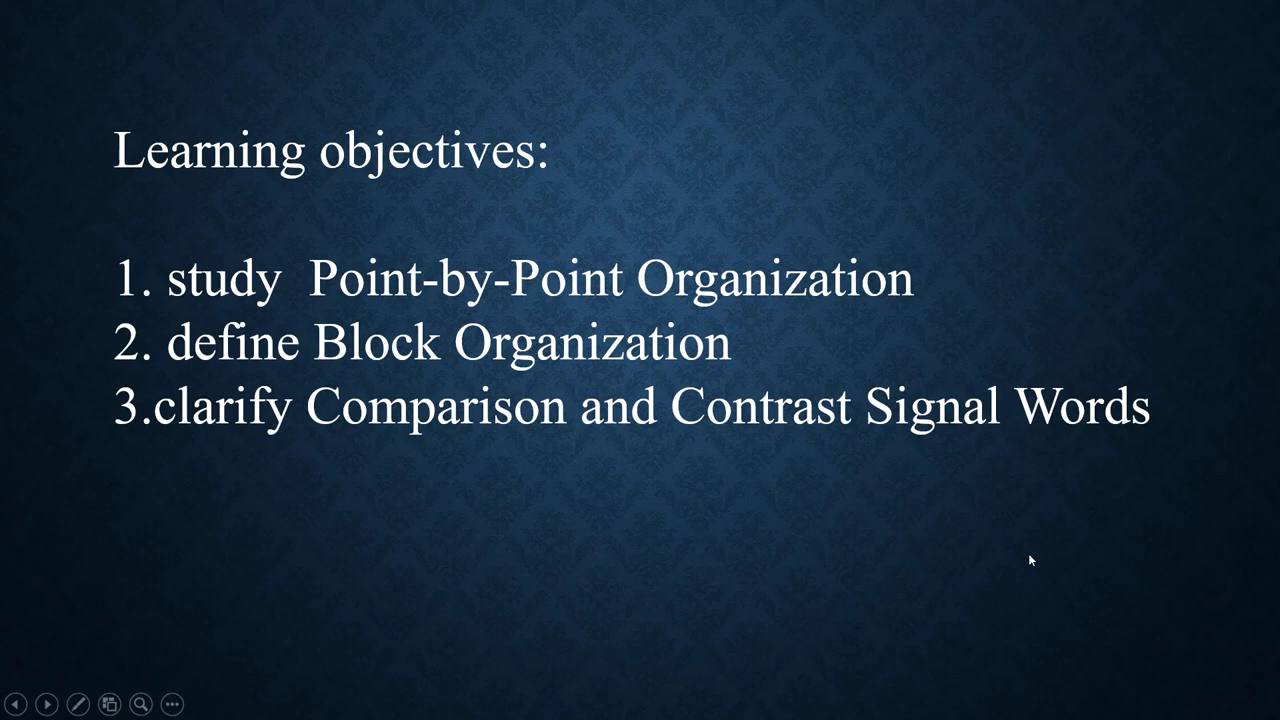 Learning objectives:
1. study  Point-by-Point Organization
2. define Block Organization
3.clarify Comparison and Contrast Signal Words